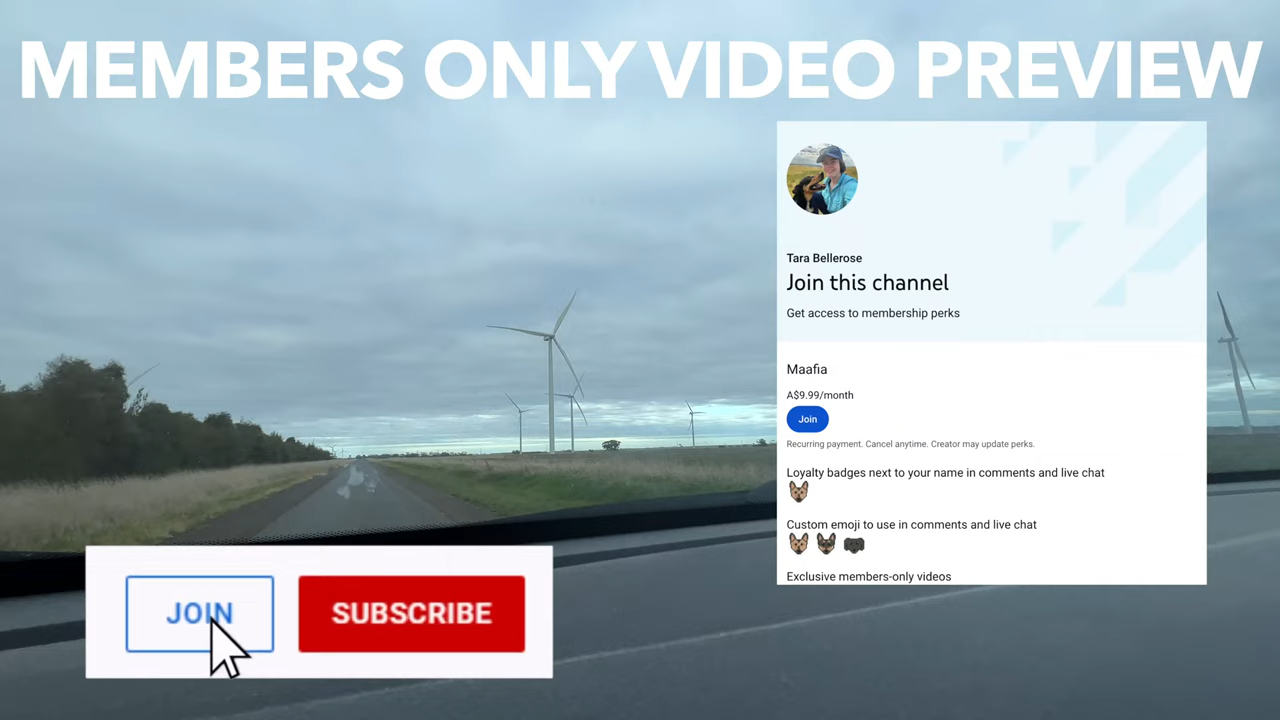 MEMBERS ONLY VIDEO PREVIEW
Tara Bellerose
Join this channel
Get access to membership perks
Maafia
A$9.99/month
Join
Recurring payment. Cancel anytime. Creator may update perks.
Loyalty badges next to your name in comments and live chat
Custom emoji to use in comments and live chat
Exclusive members-only videos
JOIN
SUBSCRIBE